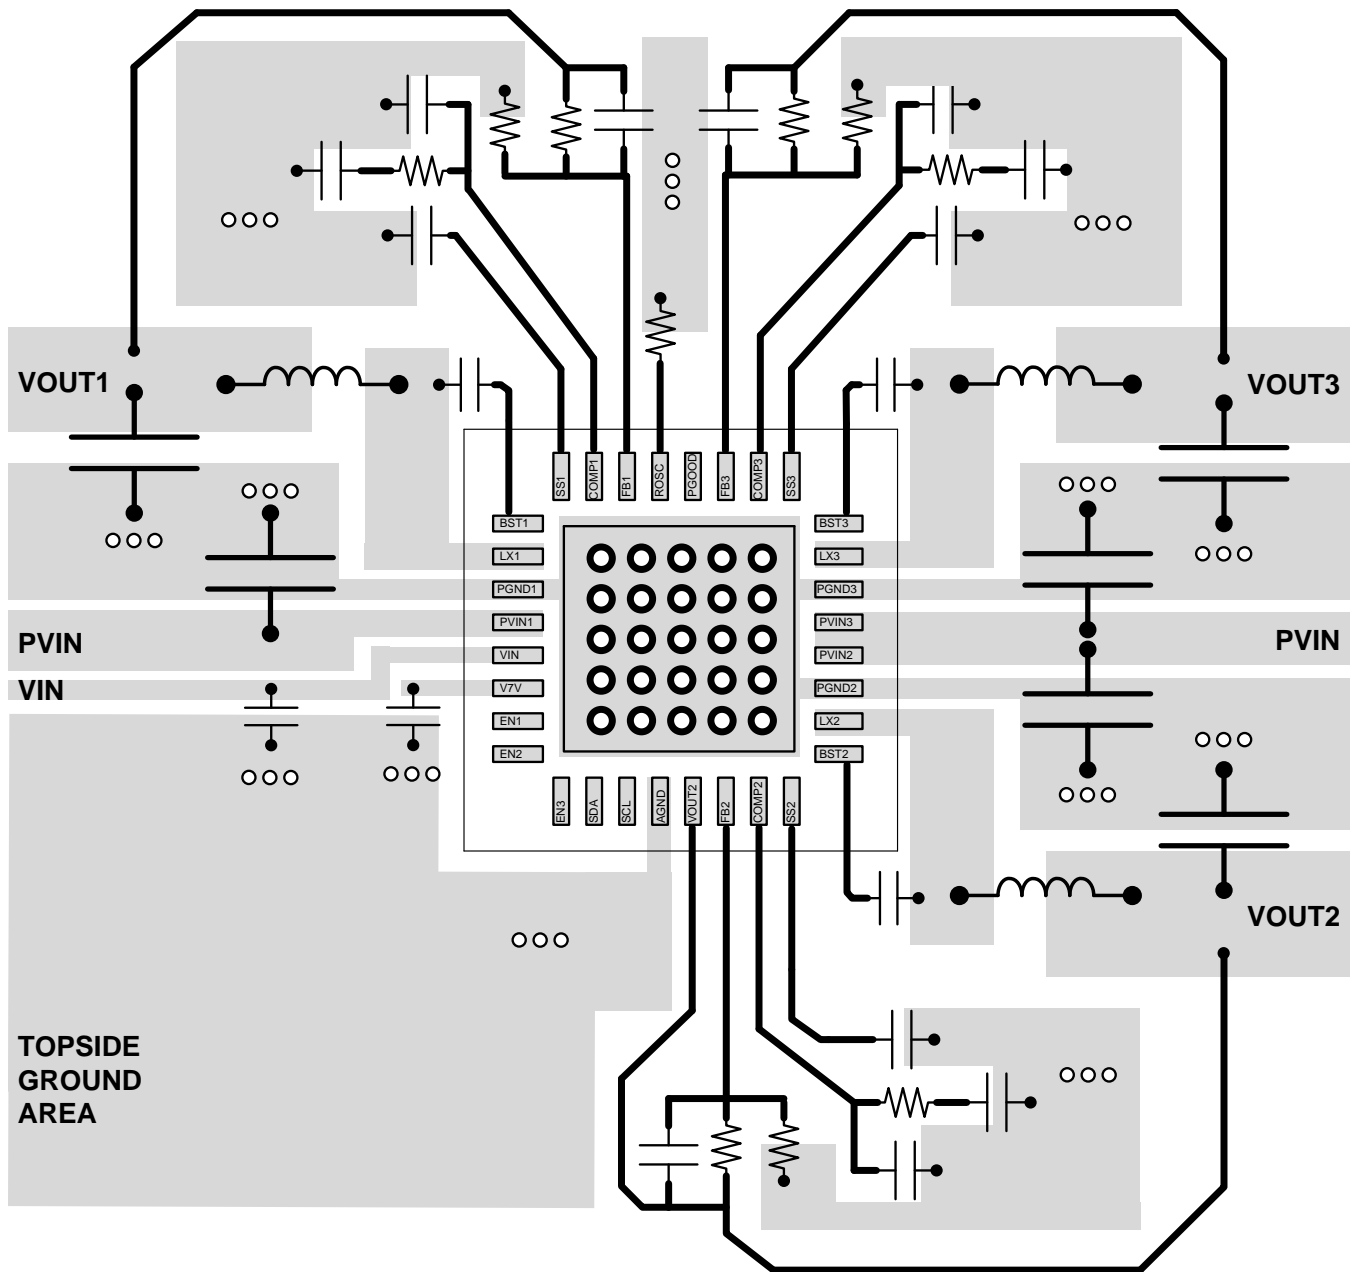 VOUT1
VOUT3
SS1
COMP1
FB1
ROSC
PGOOD
FB3
COMP3
SS3
BST1
BST3
LX1
LX3
PGND1
PGND3
PVIN1
PVIN3
PVIN
PVIN
VIN
PVIN2
VIN
V7V
PGND2
EN1
LX2
EN2
BST2
EN3
SDA
SCL
AGND
VOUT2
FB2
COMP2
SS2
VOUT2
TOPSIDE
GROUND
AREA